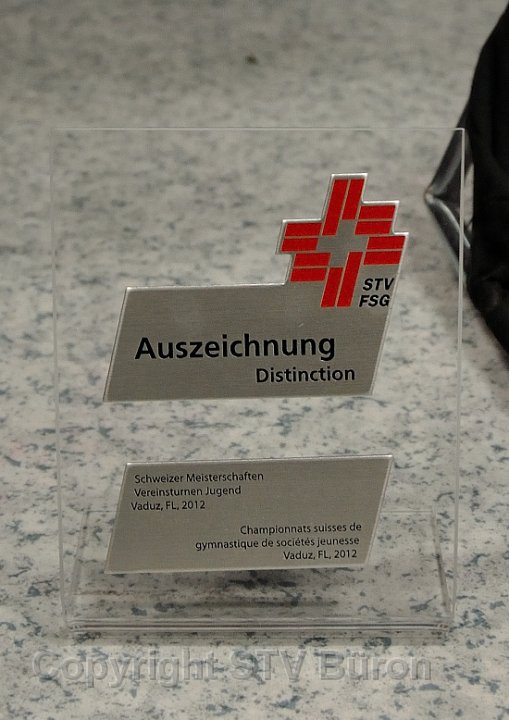 STV
FSG
Auszeichnung
Distinction
Schweizer Meisterschaften
Vereinsturnen Jugend
Vaduz, FL, 2012
Championnats suisses de
gymnastique de sociétés jeunesse
Vaduz, FL, 2012
Copyright STV Büron